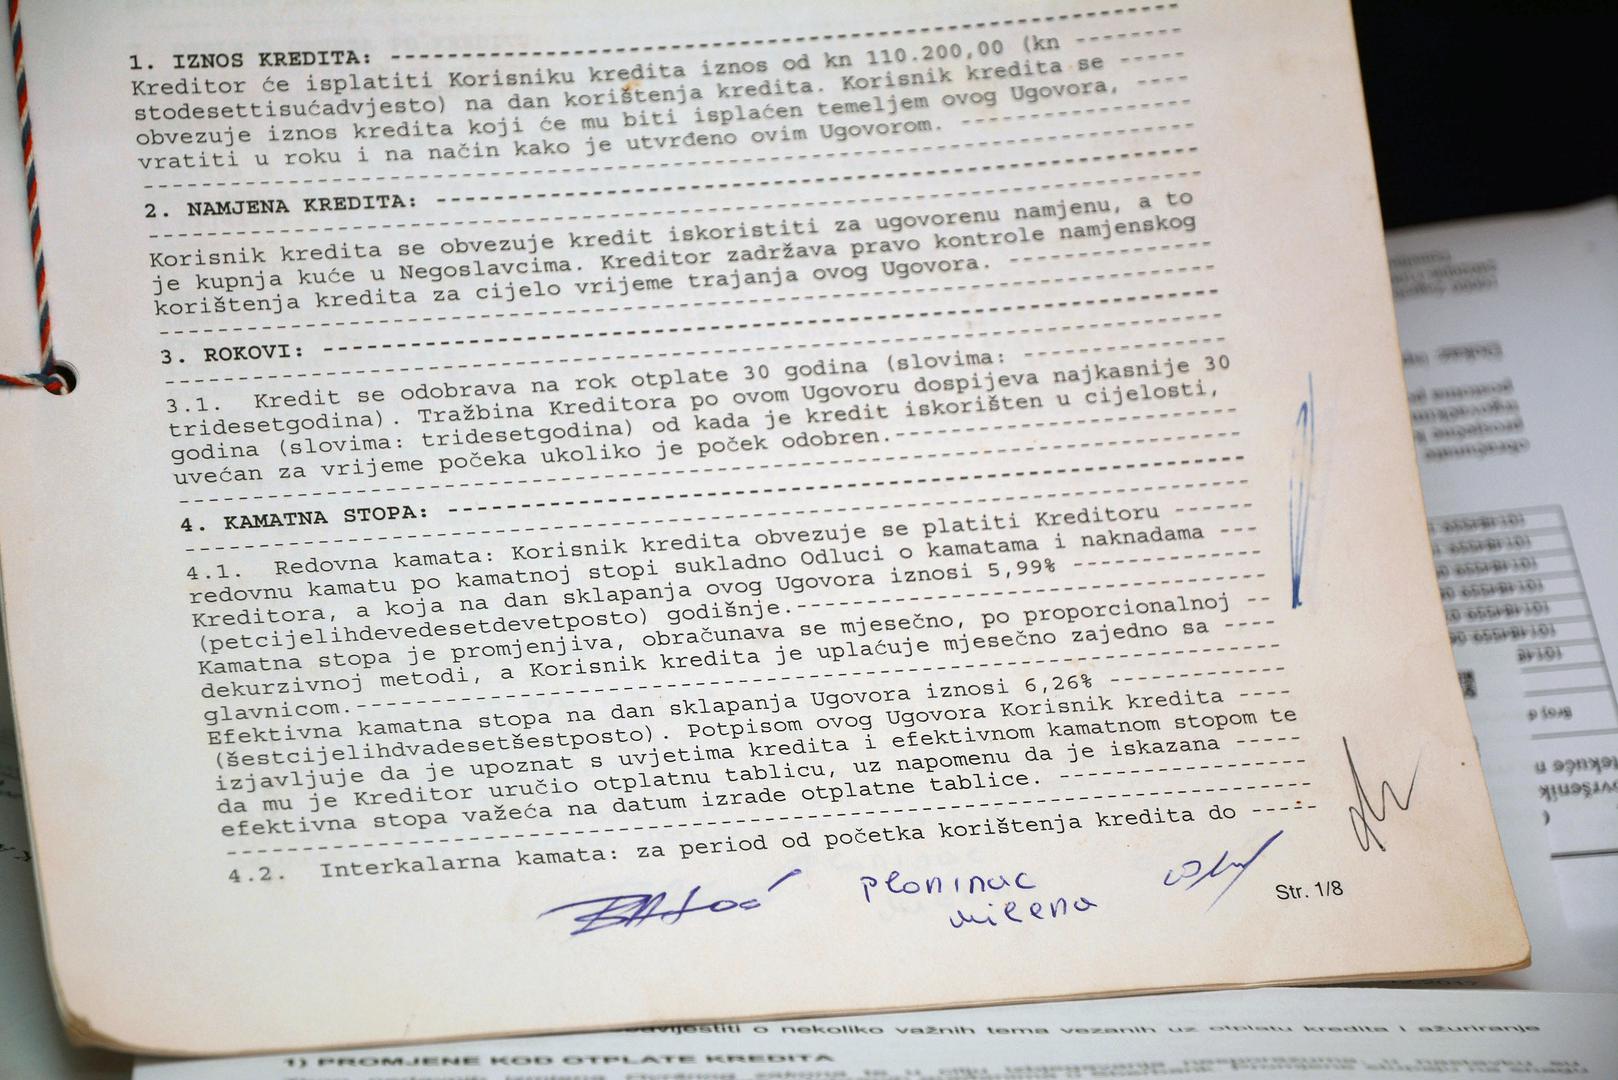 1. IZNOS KREDITA: ----------------------------------------
Kreditor će isplatiti Korisniku kredita iznos od kn 110.200,00 (kn --------
stodesettisućadvjesto) na dan korištenja kredita. Korisnik kredita se -----
obvezuje iznos kredita koji će mu biti isplaćen temeljem ovog Ugovora, ----
vratiti u roku i na način kako je utvrđeno ovim Ugovorom. ----------------
2. NAMJENA KREDITA: ----------------------------------------
Korisnik kredita se obvezuje kredit iskoristiti za ugovorenu namjenu, a to
je kupnja kuće u Negoslavcima. Kreditor zadržava pravo kontrole namjenskog
korištenja kredita za cijelo vrijeme trajanja ovog Ugovora. --------------
3. ROKOVI: ----------------------------------------
3.1. Kredit se odobrava na rok otplate 30 godina (slovima: --------------
tridesetgodina). Tražbina Kreditora po ovom Ugovoru dospijeva najkasnije 30
godina (slovima: tridesetgodina) od kada je kredit iskorišten u cijelosti,
uvećan za vrijeme počeka ukoliko je poček odobren.------------------------
4. KAMATNA STOPA: ----------------------------------------
4.1. Redovna kamata: Korisnik kredita obvezuje se platiti Kreditoru ------
redovnu kamatu po kamatnoj stopi sukladno Odluci o kamatama i naknadama ---
Kreditora, a koja na dan sklapanja ovog Ugovora iznosi 5,99% -------------
(petcijelihdevedesetdevetposto) godišnje.---------------------------------
Kamatna stopa je promjenjiva, obračunava se mjesečno, po proporcionalnoj --
dekurzivnoj metodi, a Korisnik kredita je uplaćuje mjesečno zajedno sa ----
glavnicom.----------------------------------------
Efektivna kamatna stopa na dan sklapanja Ugovora iznosi 6,26% ------------
(šestcijelihdvadesetšestposto). Potpisom ovog Ugovora Korisnik kredita ----
izjavljuje da je upoznat s uvjetima kredita i efektivnom kamatnom stopom te
da mu je Kreditor uručio otplatnu tablicu, uz napomenu da je iskazana -----
efektivna stopa važeća na datum izrade otplatne tablice. -----------------
4.2. Interkalarna kamata: za period od početka korištenja kredita do -----
Ploninac
milena
Str. 1/8
o nekoliko važnih tema vezanih uz otplatu kredita i ažuriranje
1) PROMJENE KOD OTPLATE KREDITA